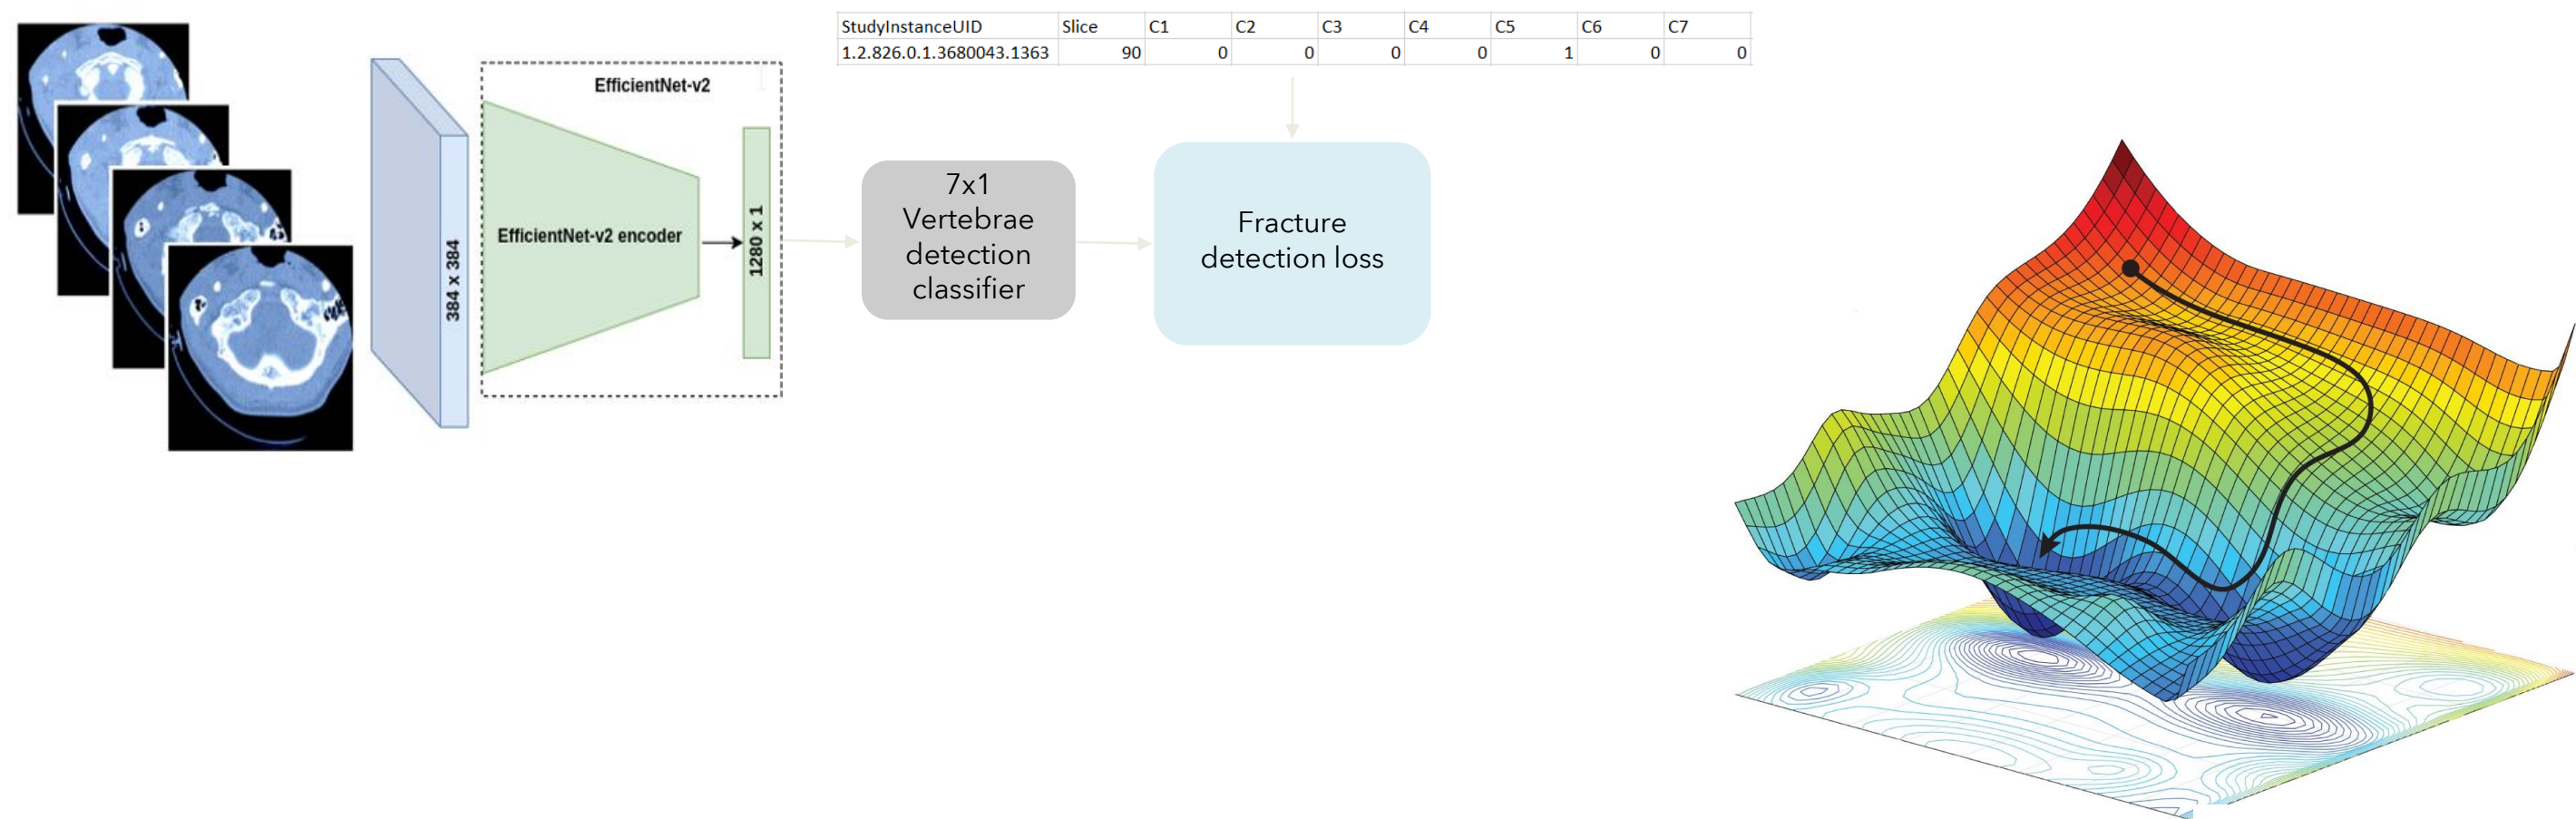 StudyInstanceUID Slice C1 C2 C3 C4 C5 C6 C7
1.2.826.0.1.3680043.1363 90 0 0 0 0 1 0 0
384 x 384
EfficientNet-v2
EfficientNet-v2 encoder
1280 x 1
7x1
Vertebrae
detection
classifier
Fracture
detection loss